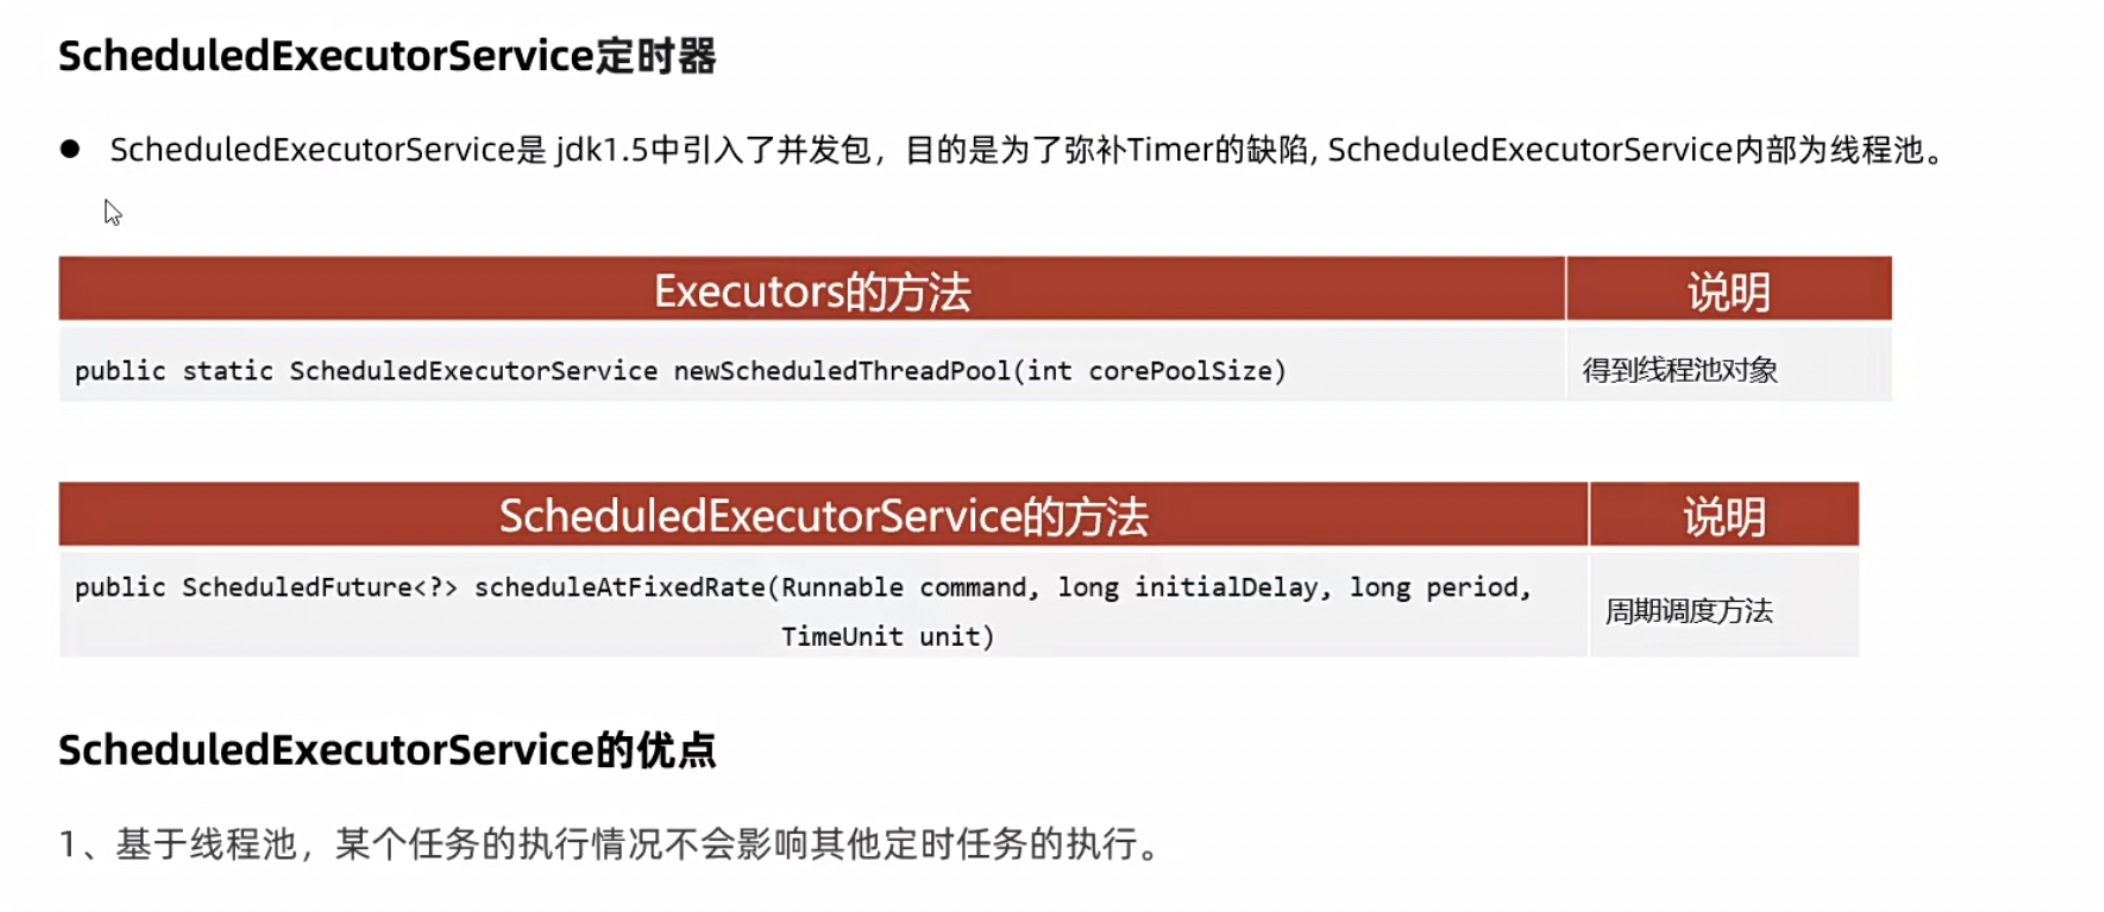 ScheduledExecutorService定时器
● ScheduledExecutorService是 jdk1.5中引入了并发包，目的是为了弥补Timer的缺陷, ScheduledExecutorService内部为线程池。
Executors的方法 说明
public static ScheduledExecutorService newScheduledThreadPool(int corePoolSize) 得到线程池对象
ScheduledExecutorService的方法 说明
public ScheduledFuture<?> scheduleAtFixedRate(Runnable command, long initialDelay, long period,
TimeUnit unit)
周期调度方法
ScheduledExecutorService的优点
1、基于线程池，某个任务的执行情况不会影响其他定时任务的执行。